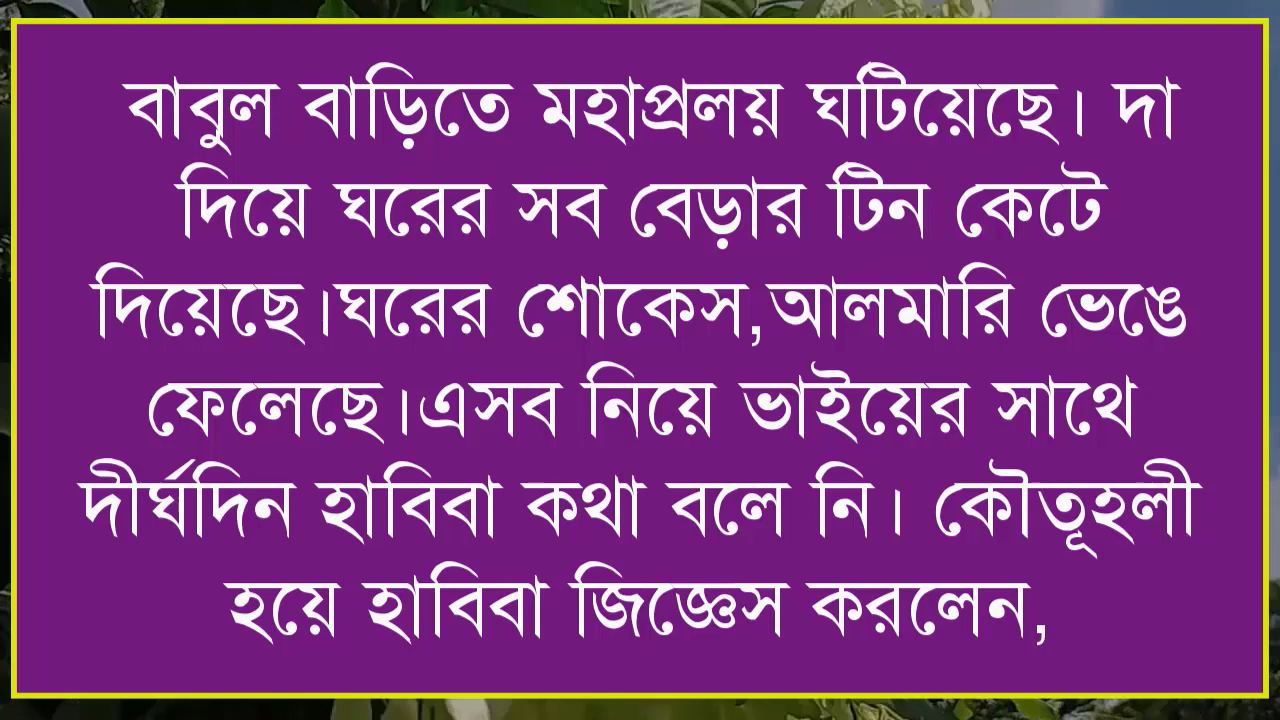 বাবুল বাড়িতে মহাপ্রলয় ঘটিয়েছে। দা
দিয়ে ঘরের সব বেড়ার টিন কেটে
দিয়েছে।ঘরের শোকেস,আলমারি ভেঙে
ফেলেছে।এসব নিয়ে ভাইয়ের সাথে
দীর্ঘদিন হাবিবা কথা বলে নি। কৌতূহলী
হয়ে হাবিবা জিজ্ঞেস করলেন,